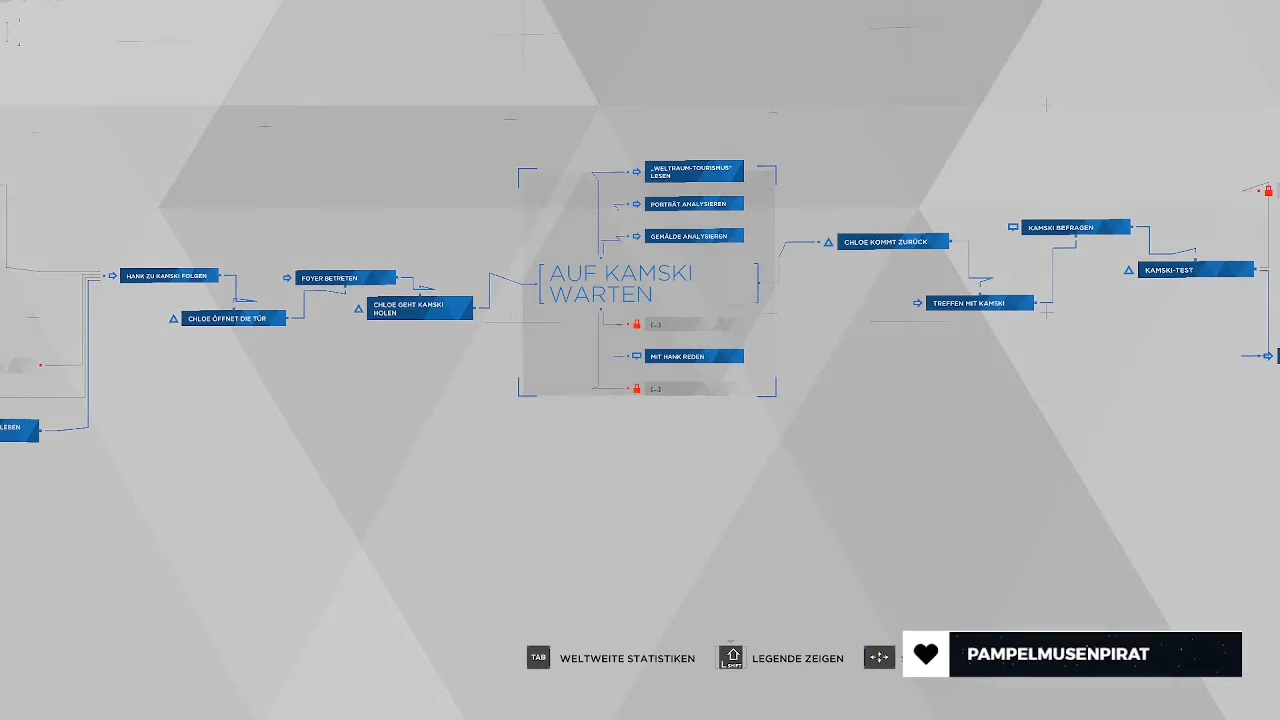 „WELTRAUM-TOURISMUS"
LESEN
PORTRÄT ANALYSIEREN
GEMÄLDE ANALYSIEREN
KAMSKI BEFRAGEN
CHLOE KOMMT ZURÜCK
HANK ZU KAMSKI FOLGEN
FOYER BETRETEN
AUF KAMSKI
WARTEN
KAMSKI-TEST
CHLOE GEHT KAMSKI
HOLEN
TREFFEN MIT KAMSKI
CHLOE ÖFFNET DIE TÜR
[...]
MIT HANK REDEN
[...]
LEBEN
TAB WELTWEITE STATISTIKEN
L SHIFT LEGENDE ZEIGEN
PAMPELMUSENPIRAT